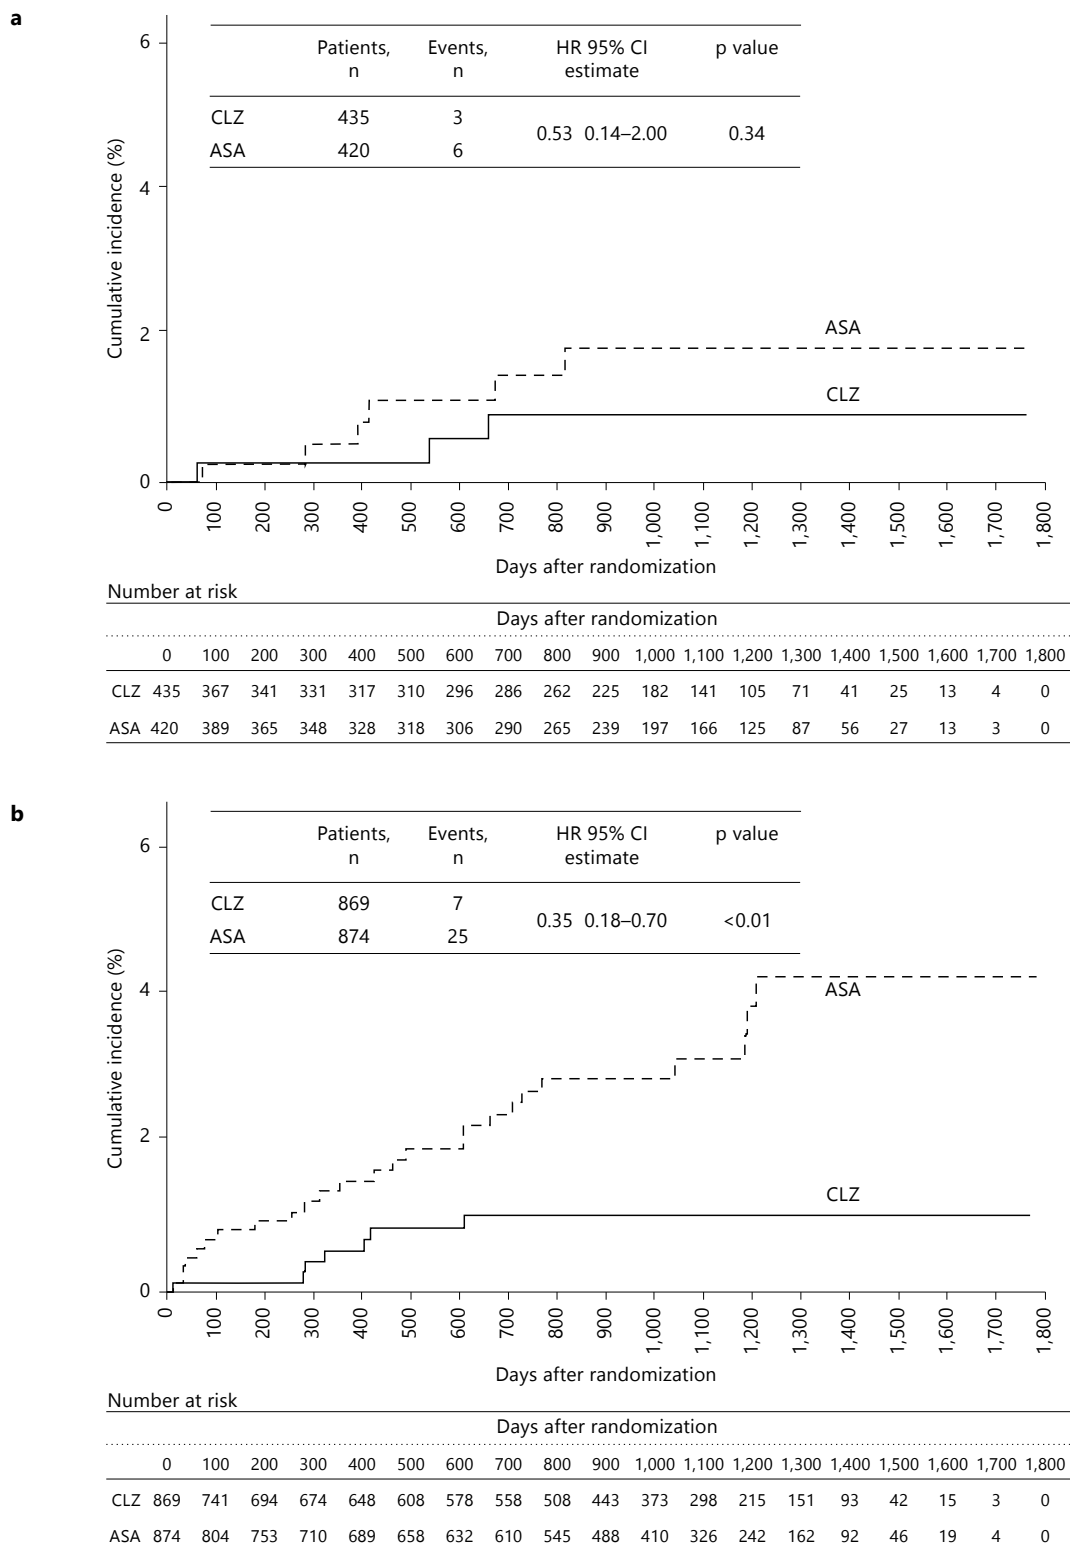 a
Patients, Events, HR 95% CI p value
n n estimate
CLZ 435 3
0.53 0.14–2.00 0.34
ASA 420 6
Cumulative incidence (%)
6
4
2
0
ASA
CLZ
0 100 200 300 400 500 600 700 800 900 1,000 1,100 1,200 1,300 1,400 1,500 1,600 1,700 1,800
Days after randomization
Number at risk
Days after randomization
0 100 200 300 400 500 600 700 800 900 1,000 1,100 1,200 1,300 1,400 1,500 1,600 1,700 1,800
CLZ 435 367 341 331 317 310 296 286 262 225 182 141 105 71 41 25 13 4 0
ASA 420 389 365 348 328 318 306 290 265 239 197 166 125 87 56 27 13 3 0
b
Patients, Events, HR 95% CI p value
n n estimate
CLZ 869 7
0.35 0.18–0.70 <0.01
ASA 874 25
Cumulative incidence (%)
6
4
2
0
ASA
CLZ
0 100 200 300 400 500 600 700 800 900 1,000 1,100 1,200 1,300 1,400 1,500 1,600 1,700 1,800
Days after randomization
Number at risk
Days after randomization
0 100 200 300 400 500 600 700 800 900 1,000 1,100 1,200 1,300 1,400 1,500 1,600 1,700 1,800
CLZ 869 741 694 674 648 608 578 558 508 443 373 298 215 151 93 42 15 3 0
ASA 874 804 753 710 689 658 632 610 545 488 410 326 242 162 92 46 19 4 0